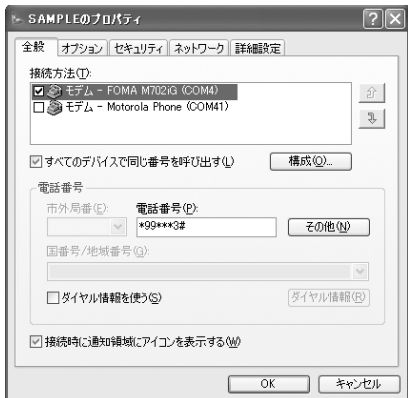 SAMPLEのプロパティ
全般 オプション セキュリティ ネットワーク 詳細設定
接続方法(T):
モデム - FOMA M702iG (COM4)
モデム - Motorola Phone (COM41)
すべてのデバイスで同じ番号を呼び出す(L) 構成(O)...
電話番号
市外局番(E): 電話番号(P):
*99***3# その他(N)
国番号/地域番号(G):
ダイヤル情報を使う(S) ダイヤル情報(R)
接続時に通知領域にアイコンを表示する(W)
OK キャンセル